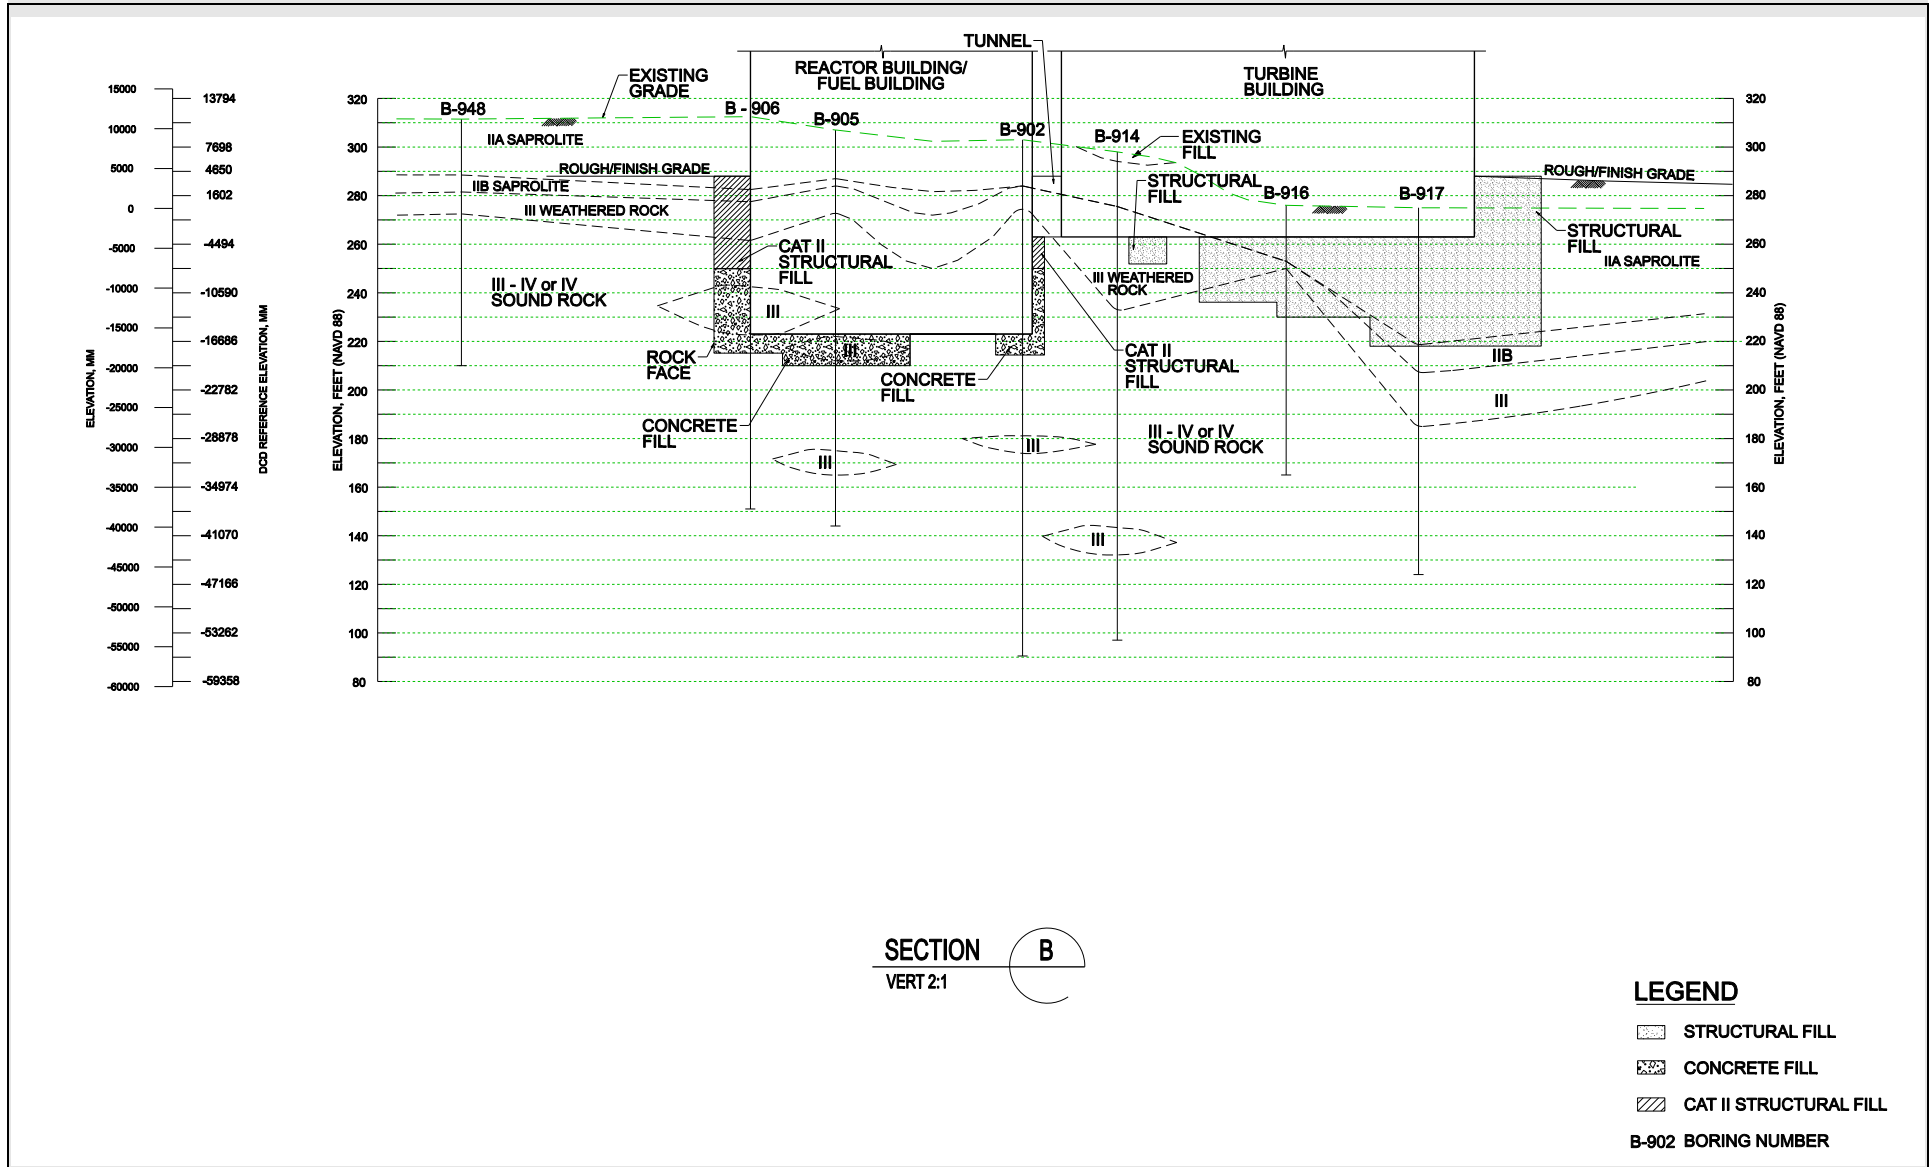 TUNNEL
REACTOR BUILDING/
FUEL BUILDING
TURBINE
BUILDING
EXISTING
GRADE
15000
10000
5000
0
-5000
-10000
-15000
-20000
-25000
-30000
-35000
-40000
-45000
-50000
-55000
-60000
ELEVATION, MM
13794
7698
4650
1602
-4494
-10590
-16686
-22782
-28878
-34974
-41070
-47166
-53262
-59358
DCD REFERENCE ELEVATION, MM
320
300
280
260
240
220
200
180
160
140
120
100
80
ELEVATION, FEET (NAVD 88)
B-948
B - 906
B-905
B-902
B-914
B-916
B-917
IIA SAPROLITE
EXISTING
FILL
ROUGH/FINISH GRADE
IIB SAPROLITE
III WEATHERED ROCK
STRUCTURAL
FILL
ROUGH/FINISH GRADE
STRUCTURAL
FILL
IIA SAPROLITE
CAT II
STRUCTURAL
FILL
III WEATHERED
ROCK
III - IV or IV
SOUND ROCK
III
III
ROCK
FACE
CONCRETE
FILL
CAT II
STRUCTURAL
FILL
IIB
III
CONCRETE
FILL
III - IV or IV
SOUND ROCK
III
III
III
320
300
280
260
240
220
200
180
160
140
120
100
80
ELEVATION, FEET (NAVD 88)
SECTION B
VERT 2:1
LEGEND
STRUCTURAL FILL
CONCRETE FILL
CAT II STRUCTURAL FILL
B-902 BORING NUMBER